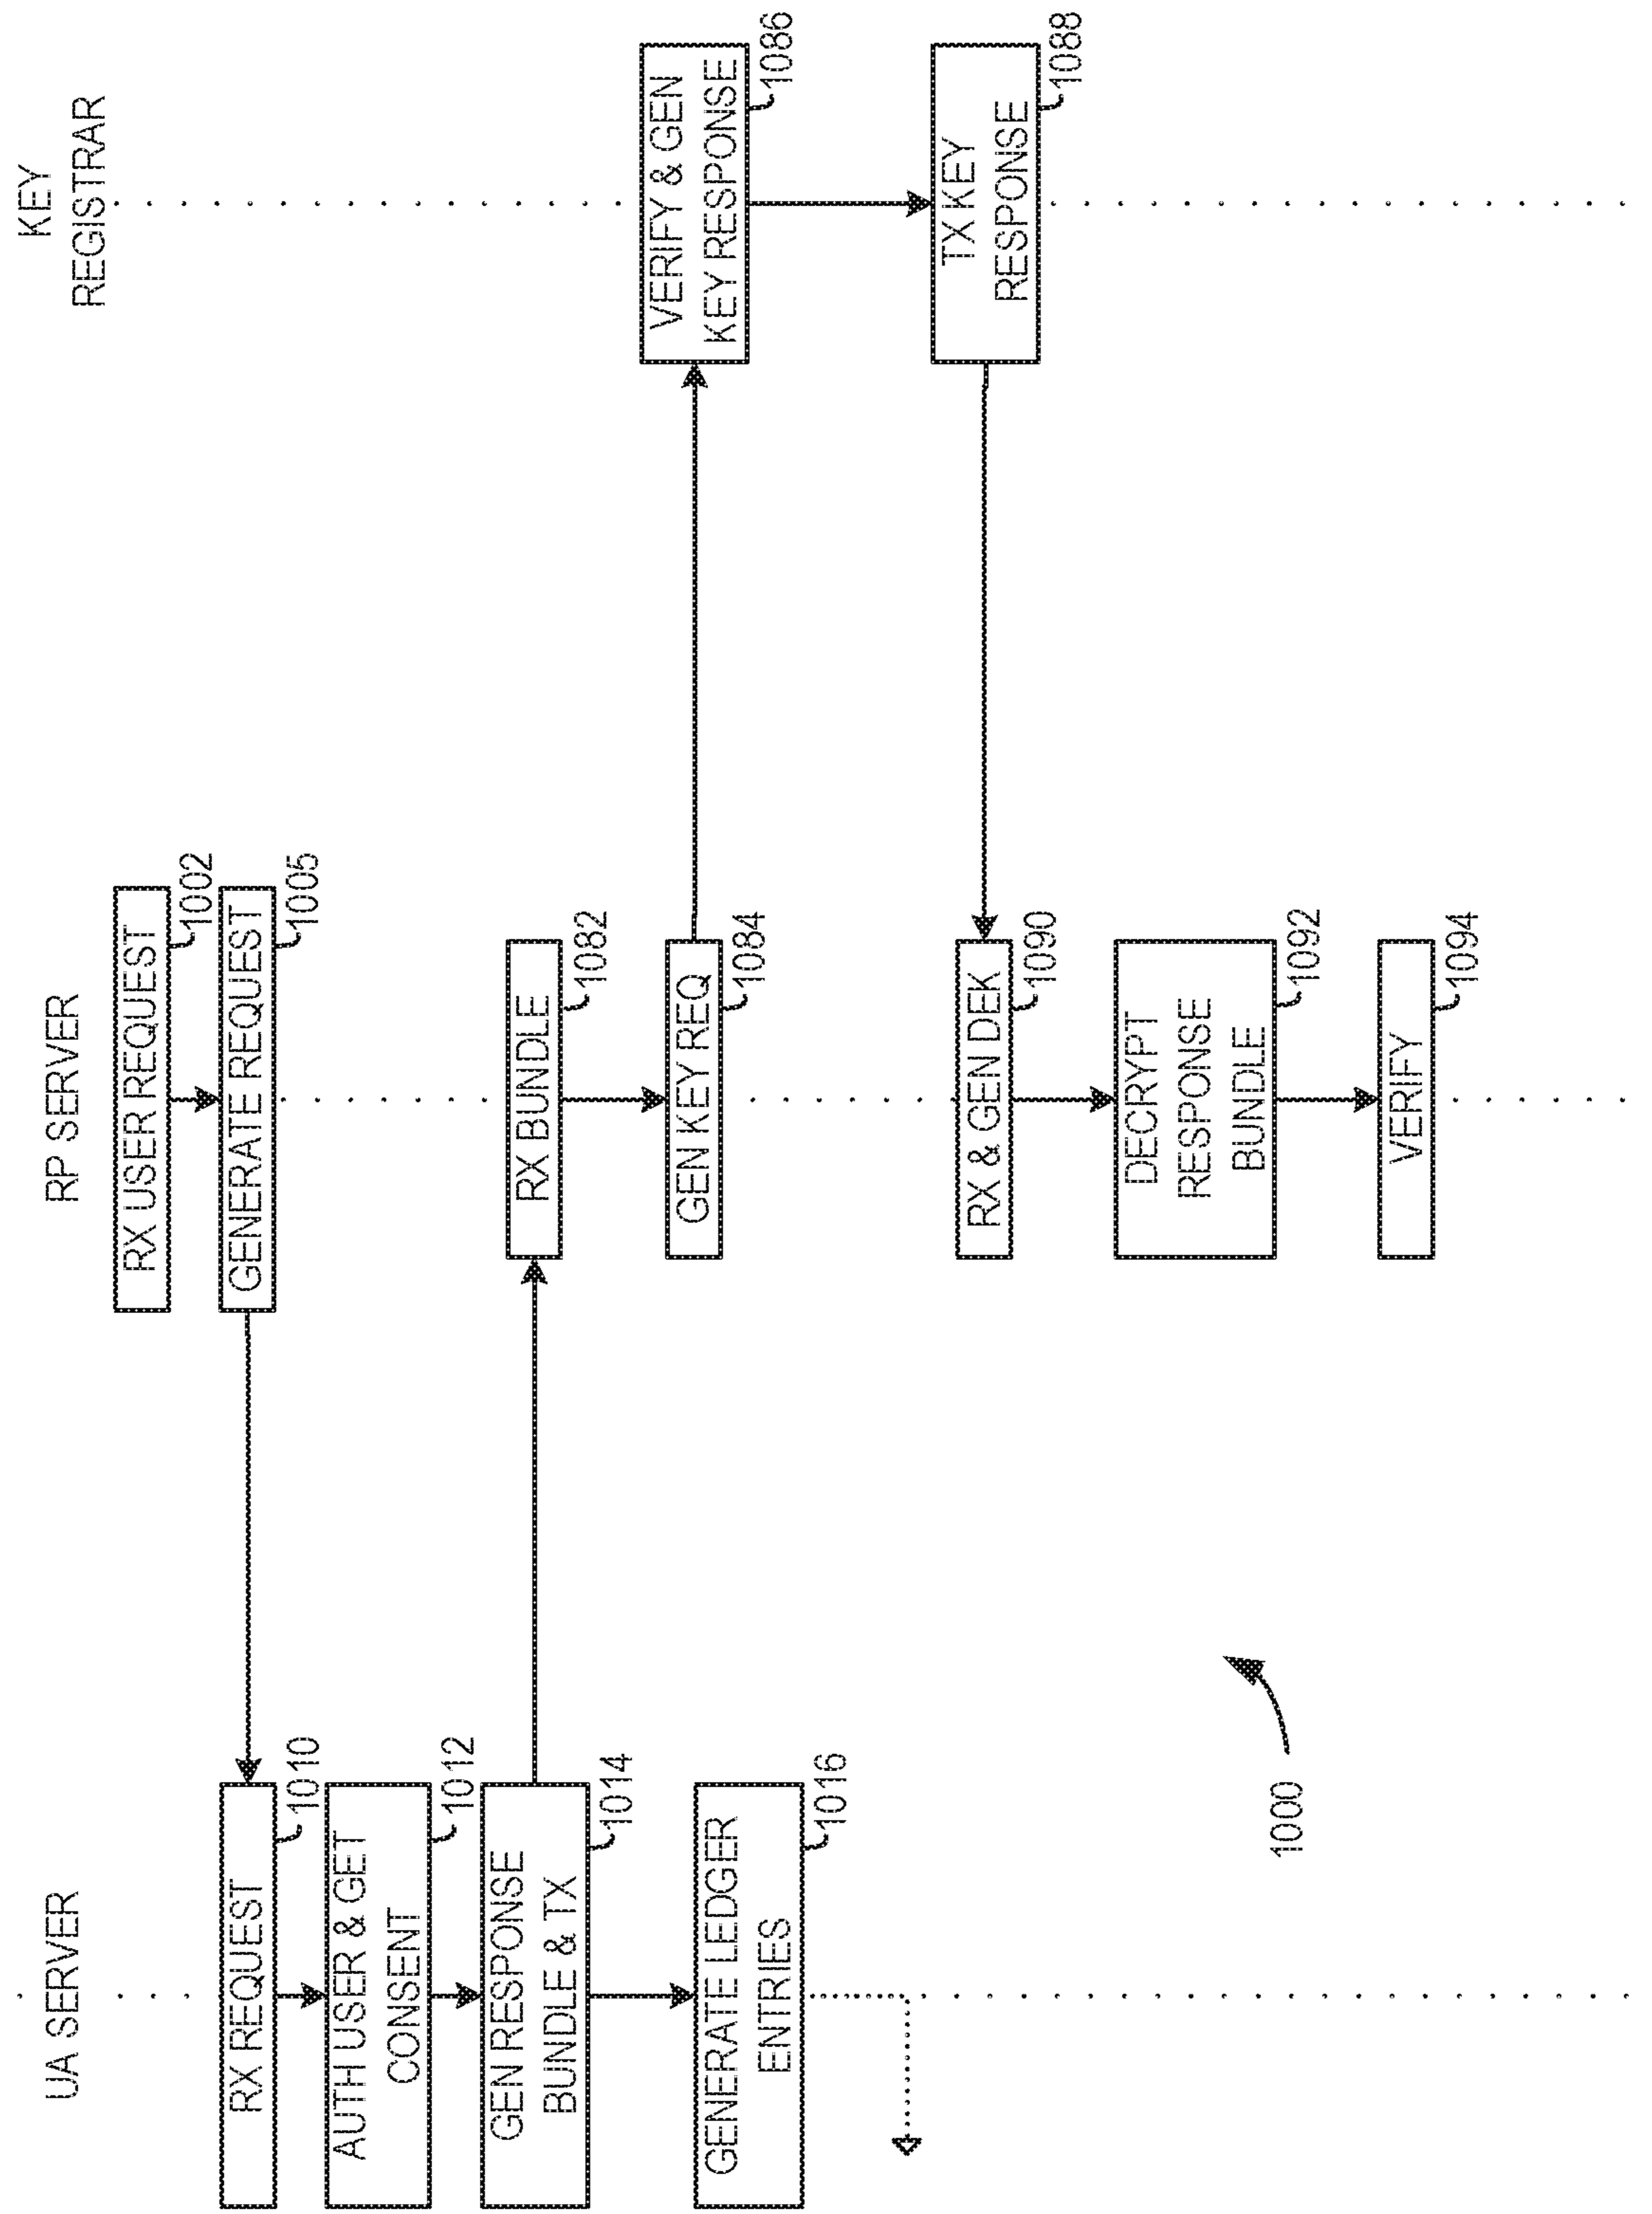 UA SERVER
RP SERVER
KEY
REGISTRAR
RX USER REQUEST
1002
GENERATE REQUEST
1005
RX REQUEST
1010
AUTH USER & GET
CONSENT
1012
GEN RESPONSE
BUNDLE & TX
1014
RX BUNDLE
1082
GENERATE LEDGER
ENTRIES
1016
GEN KEY REQ
1084
VERIFY & GEN
KEY RESPONSE
1086
TX KEY
RESPONSE
1088
RX & GEN DEK
1090
DECRYPT
RESPONSE
BUNDLE
1092
VERIFY
1094
1000